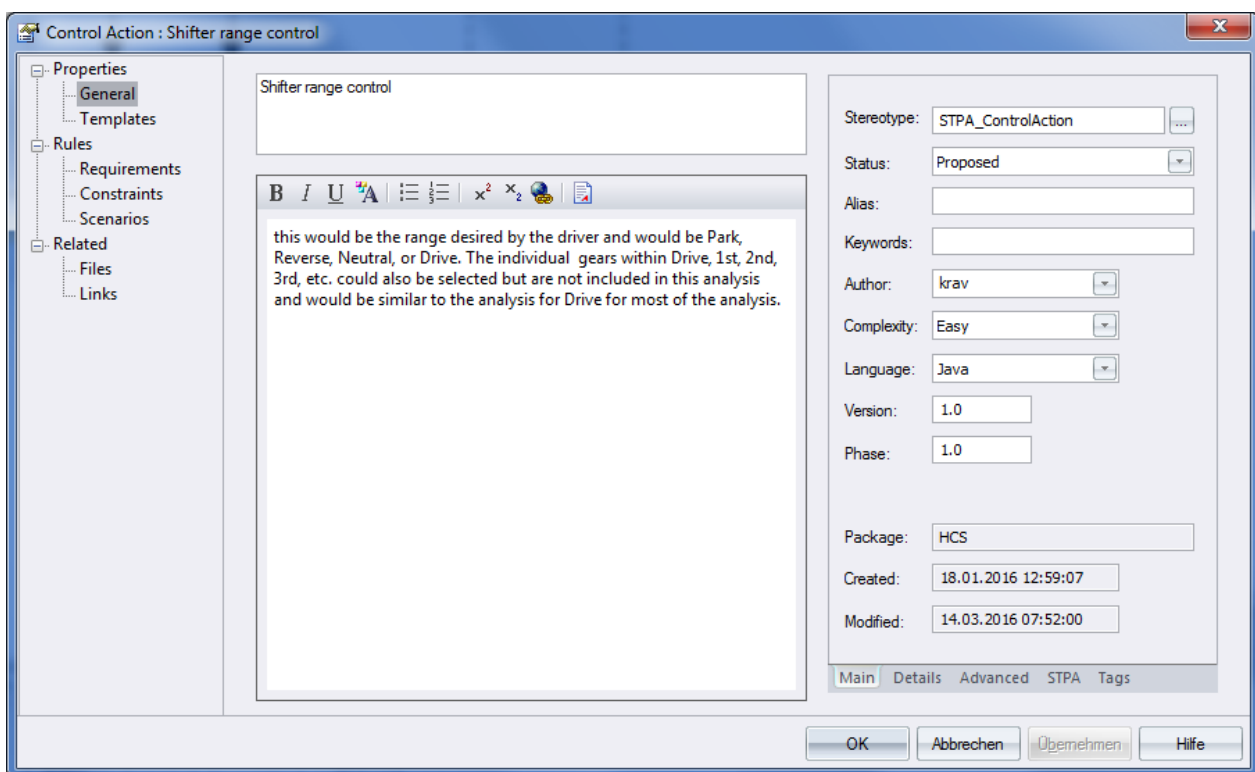 Control Action : Shifter range control
Properties
General
Templates
Rules
Requirements
Constraints
Scenarios
Related
Files
Links
Shifter range control
B I U A x² ×₂
this would be the range desired by the driver and would be Park,
Reverse, Neutral, or Drive. The individual gears within Drive, 1st, 2nd,
3rd, etc. could also be selected but are not included in this analysis
and would be similar to the analysis for Drive for most of the analysis.
Stereotype: STPA_ControlAction ...
Status: Proposed
Alias:
Keywords:
Author: krav
Complexity: Easy
Language: Java
Version: 1.0
Phase: 1.0
Package: HCS
Created: 18.01.2016 12:59:07
Modified: 14.03.2016 07:52:00
Main Details Advanced STPA Tags
OK Abbrechen Übernehmen Hilfe